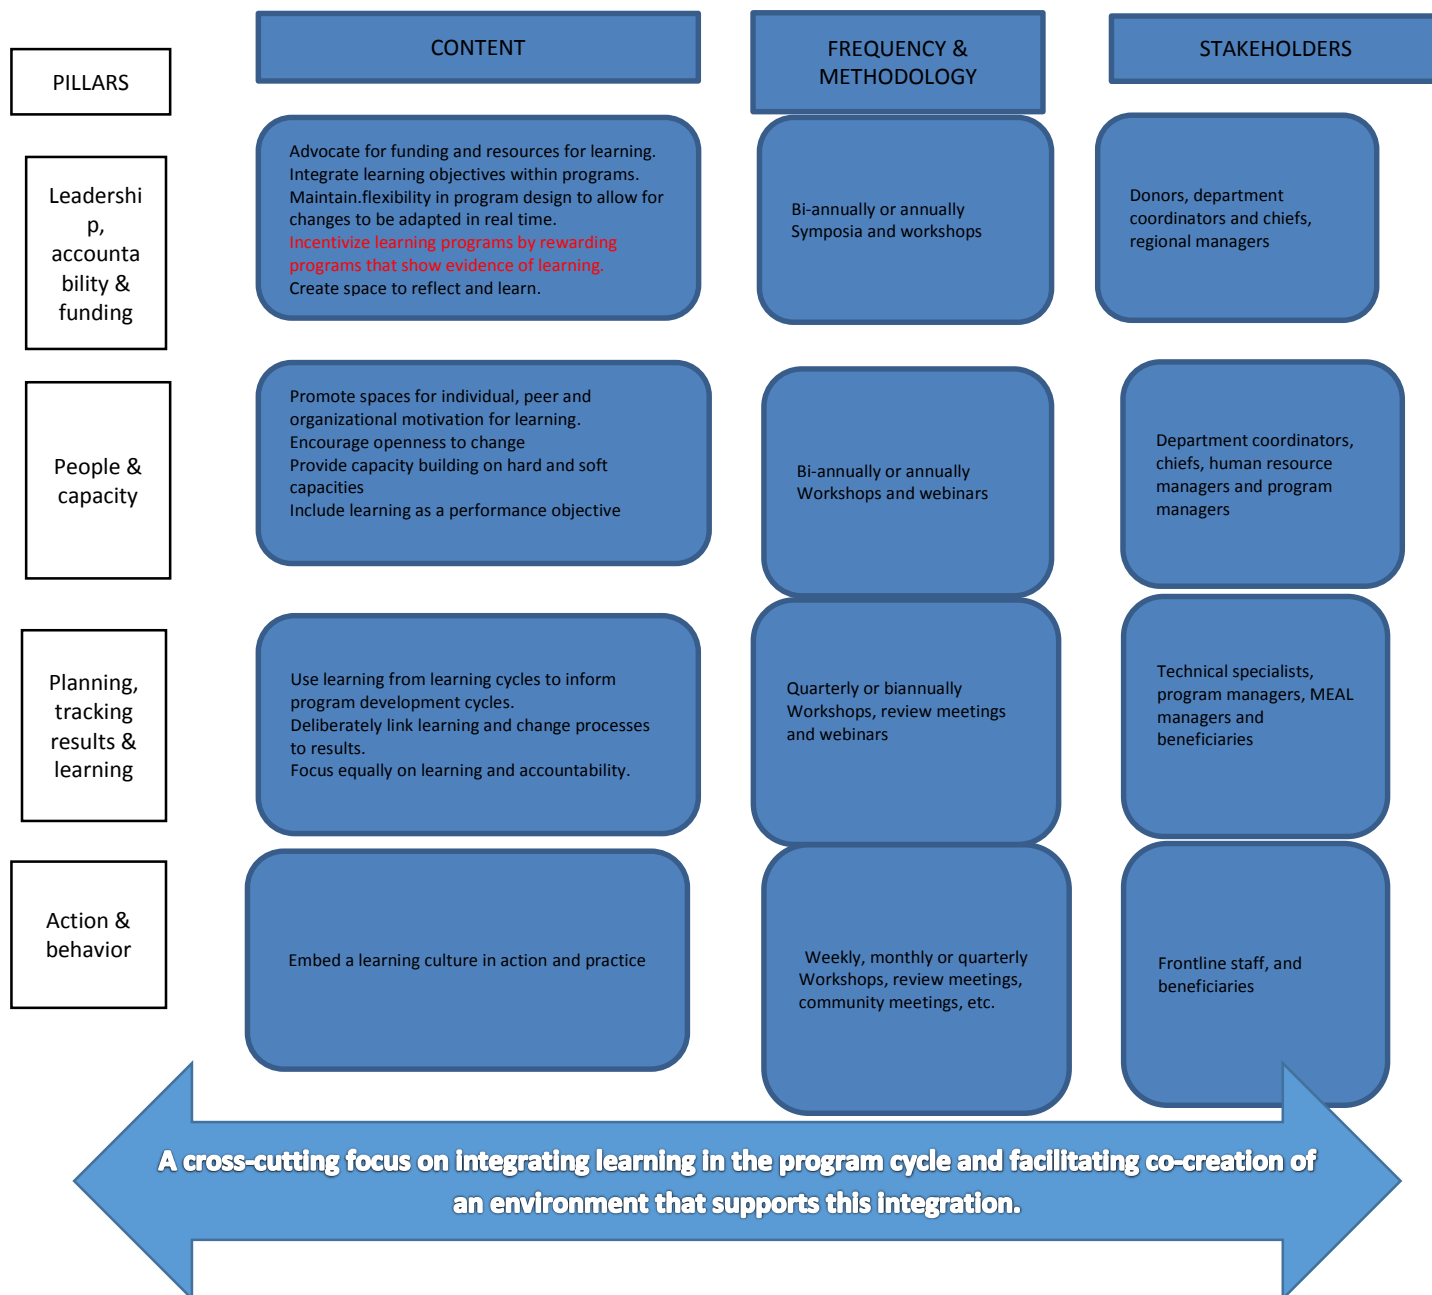 PILLARS
CONTENT
FREQUENCY &
METHODOLOGY
STAKEHOLDERS
Leadershi
p,
accounta
bility &
funding
Advocate for funding and resources for learning.
Integrate learning objectives within programs.
Maintain.flexibility in program design to allow for
changes to be adapted in real time.
Incentivize learning programs by rewarding
programs that show evidence of learning.
Create space to reflect and learn.
Bi-annually or annually
Symposia and workshops
Donors, department
coordinators and chiefs,
regional managers
People &
capacity
Promote spaces for individual, peer and
organizational motivation for learning.
Encourage openness to change
Provide capacity building on hard and soft
capacities
Include learning as a performance objective
Bi-annually or annually
Workshops and webinars
Department coordinators,
chiefs, human resource
managers and program
managers
Planning,
tracking
results &
learning
Use learning from learning cycles to inform
program development cycles.
Deliberately link learning and change processes
to results.
Focus equally on learning and accountability.
Quarterly or biannually
Workshops, review meetings
and webinars
Technical specialists,
program managers, MEAL
managers and
beneficiaries
Action &
behavior
Embed a learning culture in action and practice
Weekly, monthly or quarterly
Workshops, review meetings,
community meetings, etc.
Frontline staff, and
beneficiaries
A cross-cutting focus on integrating learning in the program cycle and facilitating co-creation of
an environment that supports this integration.